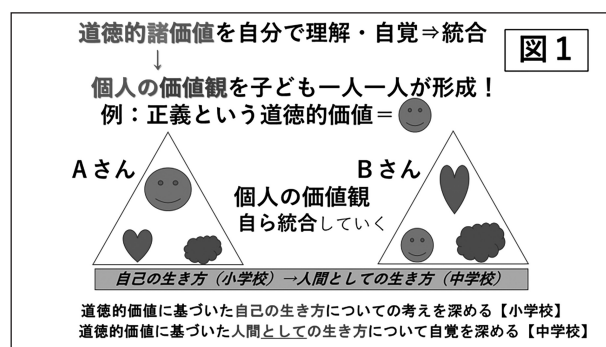 道徳的諸価値を自分で理解・自覚⇒統合
図1
↓
個人の価値観を子ども一人一人が形成！
例：正義という道徳的価値＝
Aさん
Bさん
個人の価値観
自ら統合していく
自己の生き方（小学校）→人間としての生き方（中学校）
道徳的価値に基づいた自己の生き方についての考えを深める【小学校】
道徳的価値に基づいた人間としての生き方について自覚を深める【中学校】